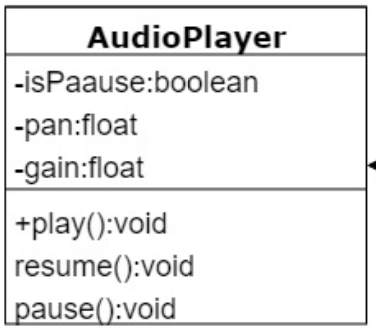 AudioPlayer
-isPaause:boolean
-pan:float
-gain:float
+play():void
resume():void
pause():void